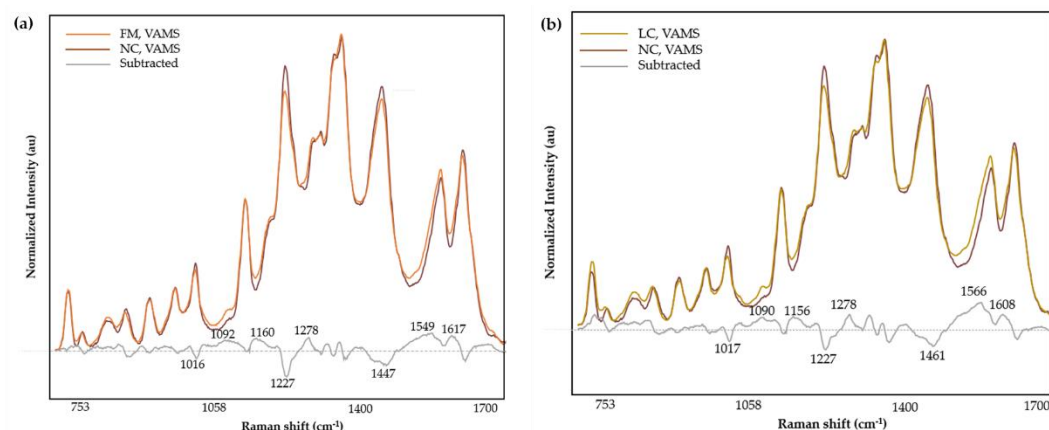 (a)
FM, VAMS
NC, VAMS
Subtracted
Normalized Intensity (au)
1092
1160
1278
1549
1617
1016
1227
1447
753
1058
1400
1700
Raman shift (cm⁻¹)
(b)
LC, VAMS
NC, VAMS
Subtracted
Normalized Intensity (au)
1090
1156
1278
1566
1608
1017
1227
1461
753
1058
1400
1700
Raman shift (cm⁻¹)